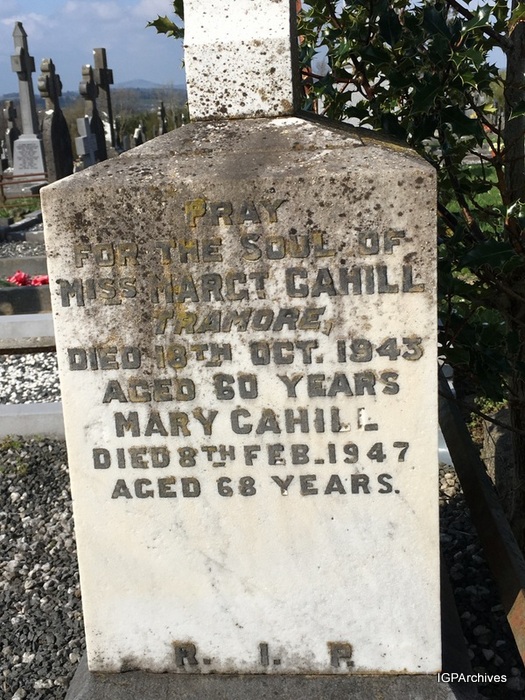 PRAY
FOR THE SOUL OF
MISS MARGT CAHILL
TRAMORE,
DIED 18TH OCT. 1943
AGED 60 YEARS
MARY CAHILL
DIED 8TH FEB. 1947
AGED 68 YEARS.
R. I. P.
IGPArchives